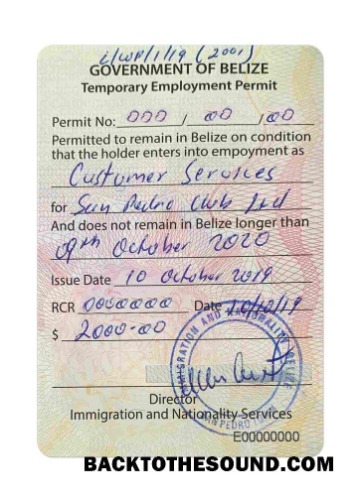 L/WP/1/19 (2001)
GOVERNMENT OF BELIZE
Temporary Employment Permit
Permit No: 000 / 00 / 00
Permitted to remain in Belize on condition
that the holder enters into empoyment as
Customer Services
for San Pedro Club Ltd
And does not remain in Belize longer than
09th October 2020
Issue Date 10 October 2019
RCR 0000000 Date 10/10/19
$ 2000-00
IMMIGRATION AND NATIONALITY
SAN PEDRO
Director
Immigration and Nationality Services
E00000000
BACKTOTHESOUND.COM